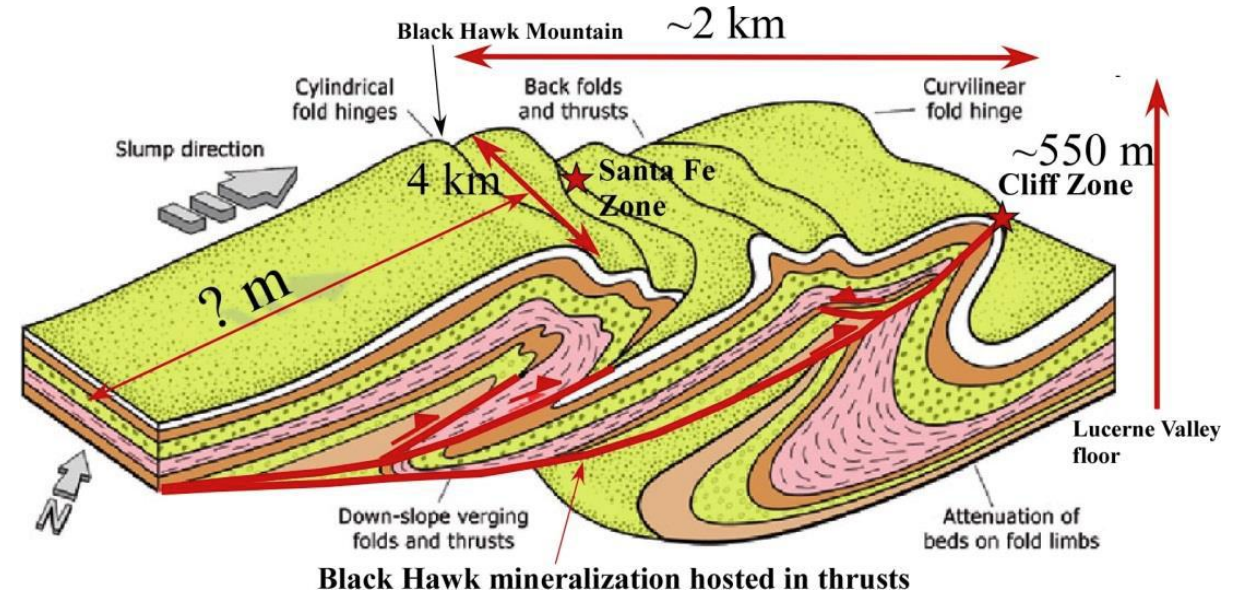 Black Hawk Mountain
~2 km
Cylindrical
fold hinges
Back folds
and thrusts
Curvilinear
fold hinge
Slump direction
4 km
Santa Fe
Zone
~550 m
Cliff Zone
? m
N
Lucerne Valley
floor
Down-slope verging
folds and thrusts
Attenuation of
beds on fold limbs
Black Hawk mineralization hosted in thrusts